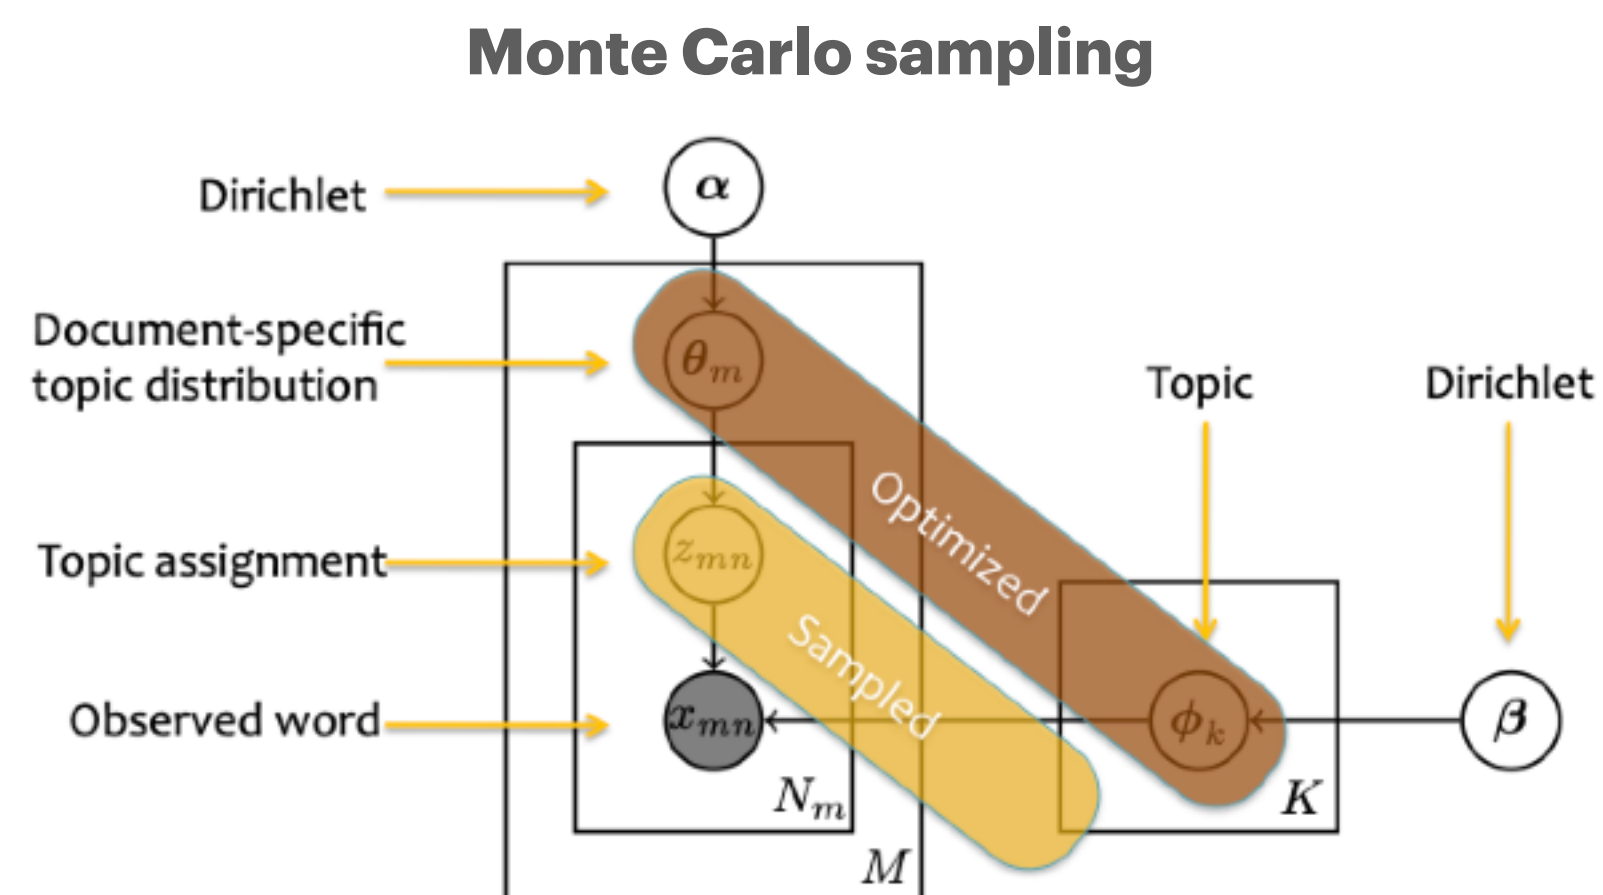 Monte Carlo sampling
Dirichlet
α
Document-specific
topic distribution
θm
Topic
Dirichlet
Optimized
Topic assignment
zmn
Sampled
Observed word
xmn
ϕk
β
Nm
K
M